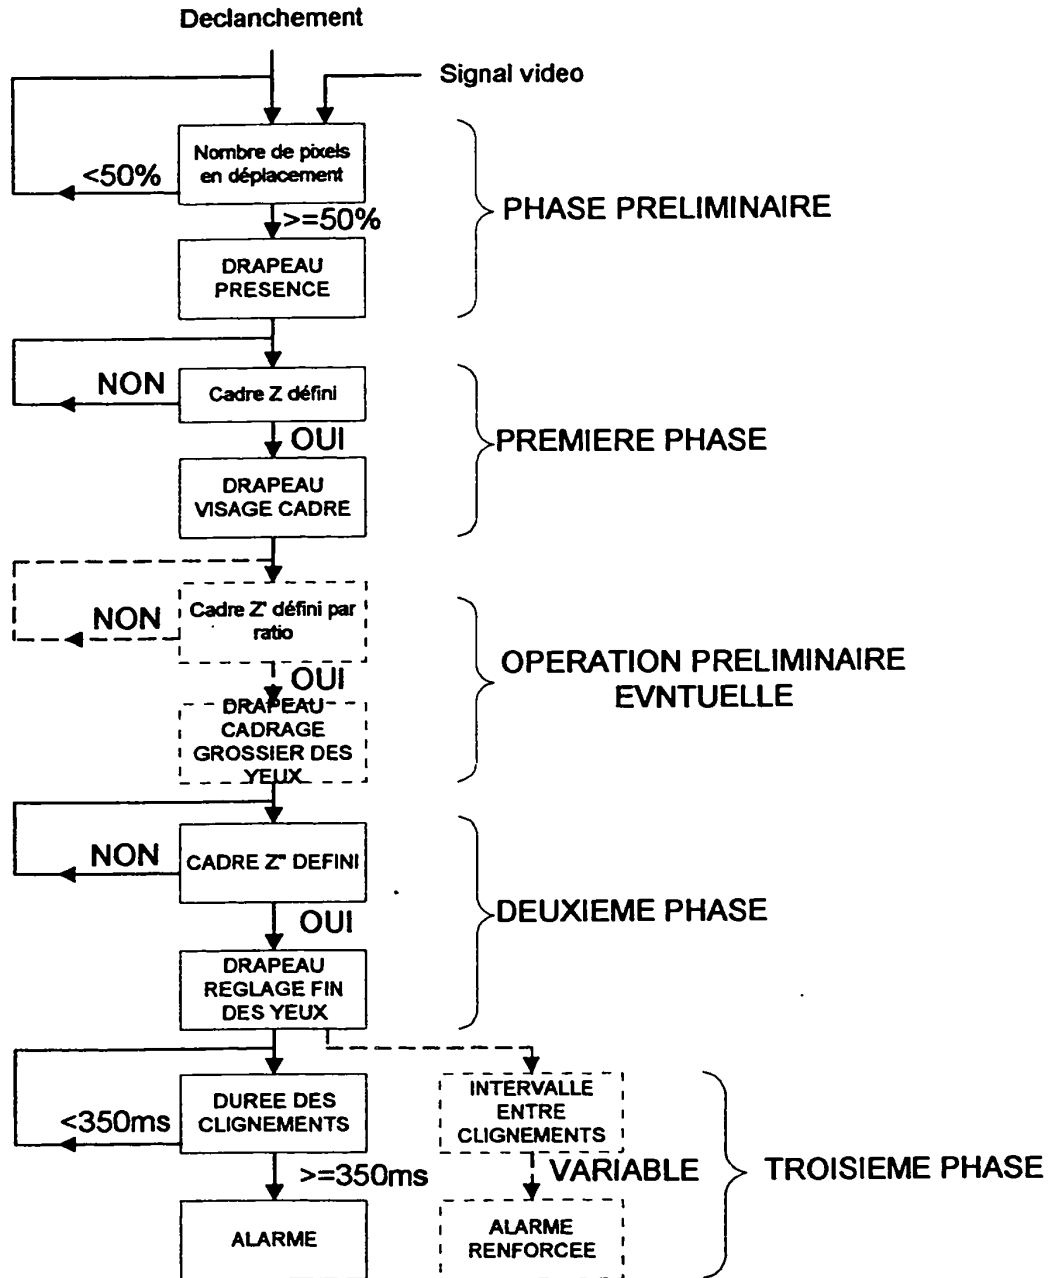 Declanchement
Signal video
Nombre de pixels
en déplacement
<50%
>=50%
PHASE PRELIMINAIRE
DRAPEAU
PRESENCE
NON
Cadre Z défini
OUI
PREMIERE PHASE
DRAPEAU
VISAGE CADRE
NON
Cadre Z' défini par
ratio
OUI
OPERATION PRELIMINAIRE
EVNTUELLE
DRAPEAU
CADRAGE
GROSSIER DES
YEUX
NON
CADRE Z" DEFINI
OUI
DEUXIEME PHASE
DRAPEAU
REGLAGE FIN
DES YEUX
<350ms
DUREE DES
CLIGNEMENTS
INTERVALLE
ENTRE
CLIGNEMENTS
>=350ms
VARIABLE
TROISIEME PHASE
ALARME
ALARME
RENFORCEE